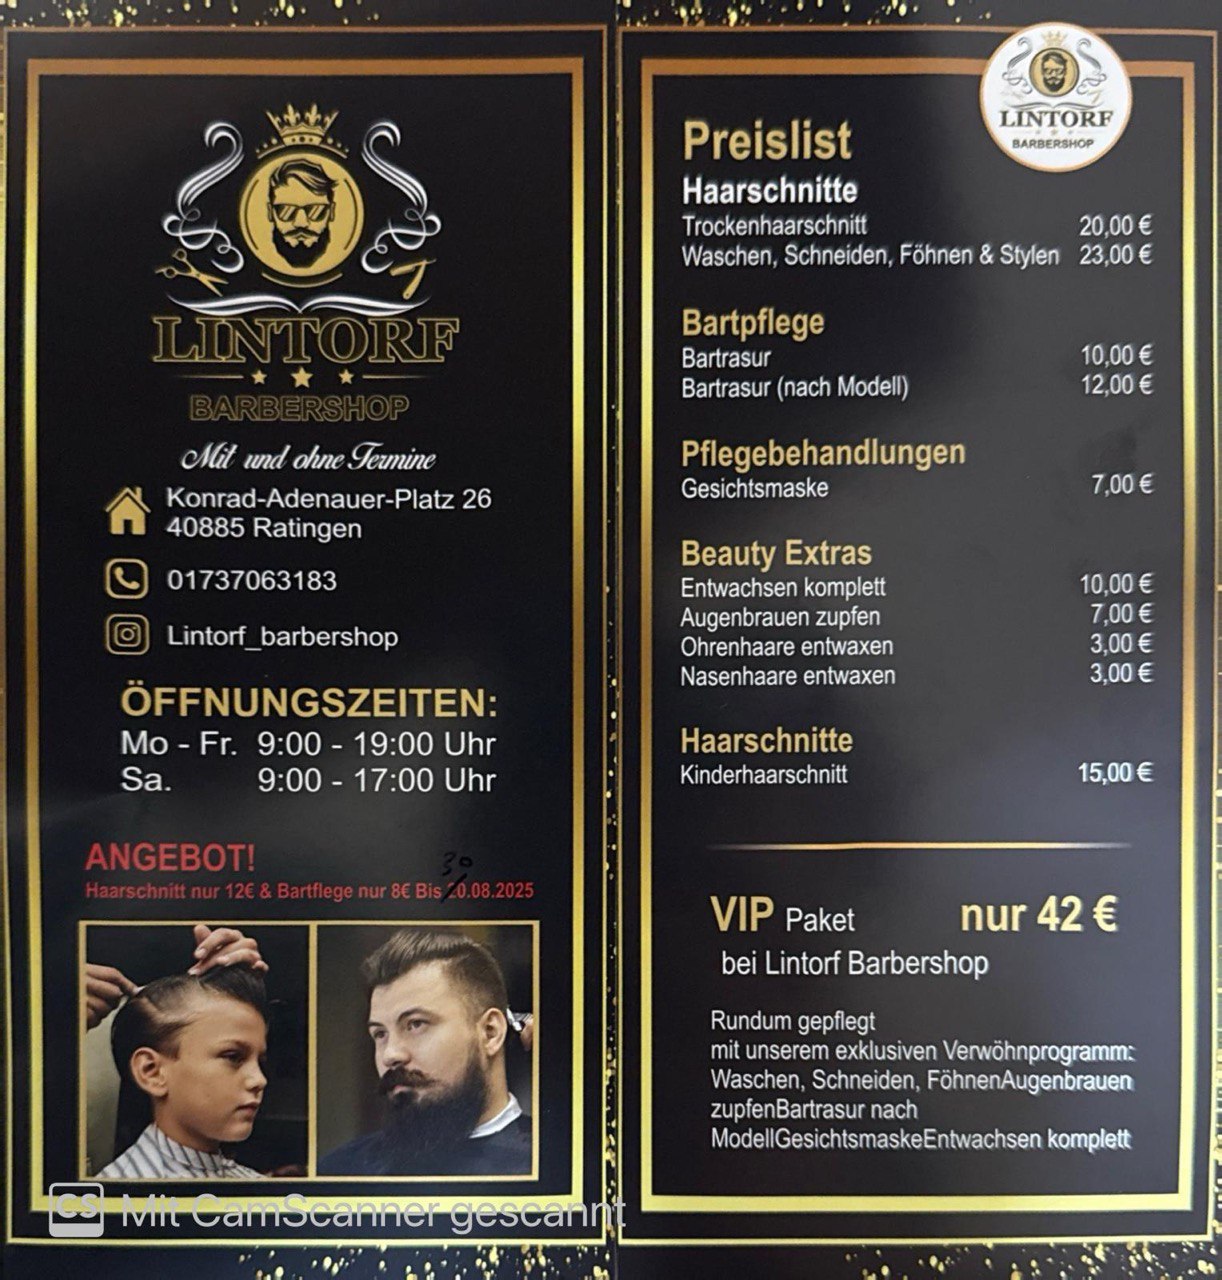 LINTORF
BARBERSHOP
Mit und ohne Termine
Konrad-Adenauer-Platz 26
40885 Ratingen
01737063183
Lintorf_barbershop
ÖFFNUNGSZEITEN:
Mo - Fr. 9:00 - 19:00 Uhr
Sa. 9:00 - 17:00 Uhr
ANGEBOT!
30
Haarschnitt nur 12€ & Bartflege nur 8€ Bis 20.08.2025
CS Mit CamScanner gescannt
LINTORF
BARBERSHOP
Preislist
Haarschnitte
Trockenhaarschnitt 20,00 €
Waschen, Schneiden, Föhnen & Stylen 23,00 €
Bartpflege
Bartrasur 10,00 €
Bartrasur (nach Modell) 12,00 €
Pflegebehandlungen
Gesichtsmaske 7,00 €
Beauty Extras
Entwachsen komplett 10,00 €
Augenbrauen zupfen 7,00 €
Ohrenhaare entwaxen 3,00 €
Nasenhaare entwaxen 3,00 €
Haarschnitte
Kinderhaarschnitt 15,00 €
VIP Paket nur 42 €
bei Lintorf Barbershop
Rundum gepflegt
mit unserem exklusiven Verwöhnprogramm:
Waschen, Schneiden, FöhnenAugenbrauen
zupfenBartrasur nach
ModellGesichtsmaskeEntwachsen komplett